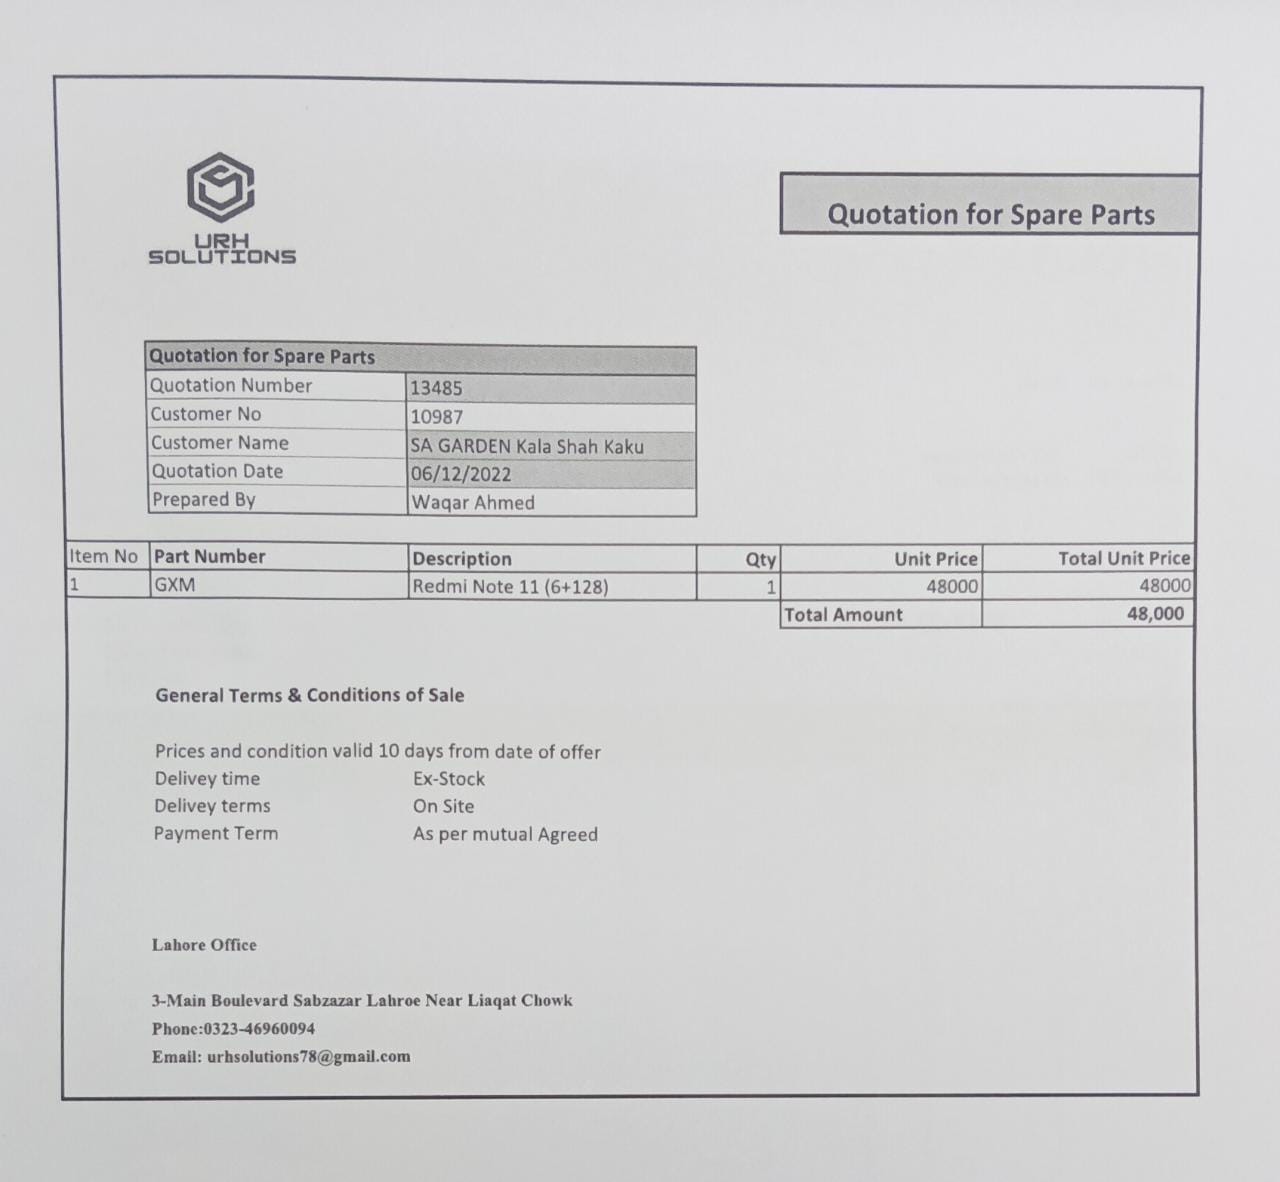 URH
SOLUTIONS
Quotation for Spare Parts
Quotation for Spare Parts
Quotation Number 13485
Customer No 10987
Customer Name SA GARDEN Kala Shah Kaku
Quotation Date 06/12/2022
Prepared By Waqar Ahmed
Item No Part Number Description Qty Unit Price Total Unit Price
1 GXM Redmi Note 11 (6+128) 1 48000 48000
Total Amount 48,000
General Terms & Conditions of Sale
Prices and condition valid 10 days from date of offer
Delivey time Ex-Stock
Delivey terms On Site
Payment Term As per mutual Agreed
Lahore Office
3-Main Boulevard Sabzazar Lahroe Near Liaqat Chowk
Phone:0323-46960094
Email: urhsolutions78@gmail.com